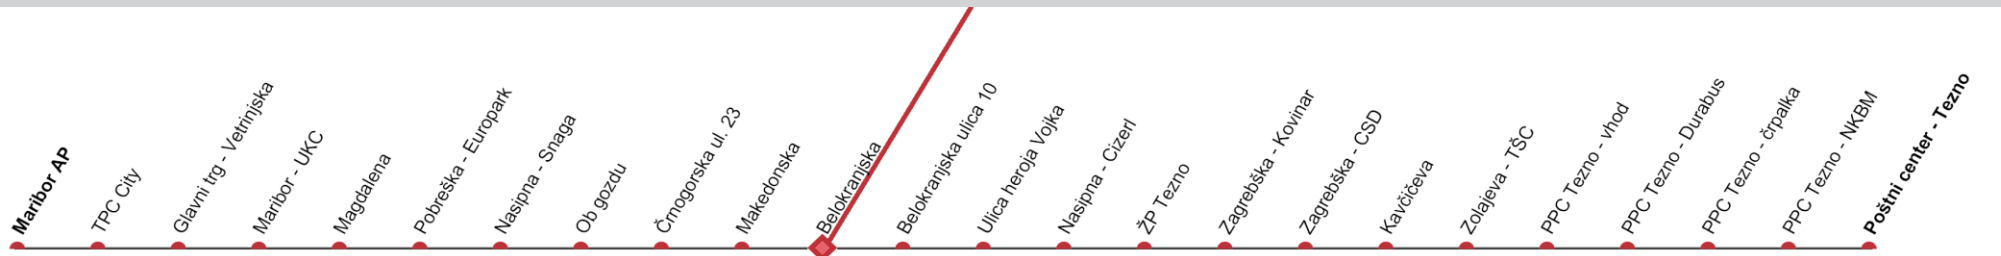 Maribor AP
TPC City
Glavni trg - Vetrinjska
Maribor - UKC
Magdalena
Pobreška - Europark
Nasipna - Snaga
Ob gozdu
Črnogorska ul. 23
Makedonska
Belokranjska
Belokranjska ulica 10
Ulica heroja Vojka
Nasipna - Cizerl
ŽP Tezno
Zagrebška - Kovinar
Zagrebška - CSD
Kavčičeva
Zolajeva - TŠC
PPC Tezno - vhod
PPC Tezno - Durabus
PPC Tezno - črpalka
PPC Tezno - NKBM
Poštni center - Tezno